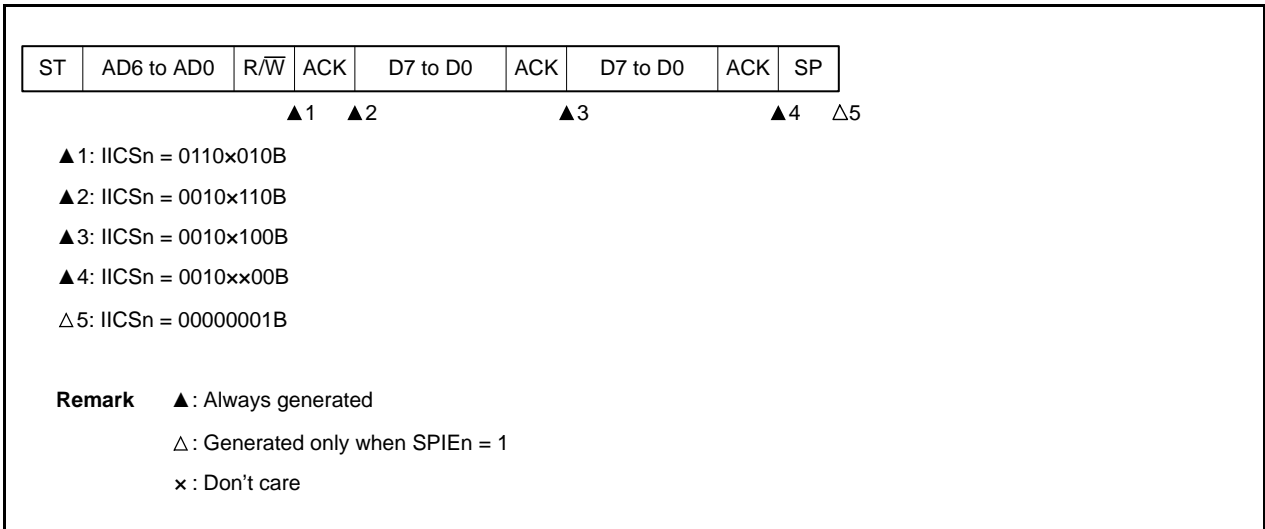 ST AD6 to AD0 R/W̅ ACK D7 to D0 ACK D7 to D0 ACK SP
▲1 ▲2 ▲3 ▲4 △5
▲1: IICSn = 0110×010B
▲2: IICSn = 0010×110B
▲3: IICSn = 0010×100B
▲4: IICSn = 0010××00B
△5: IICSn = 00000001B
Remark ▲: Always generated
△: Generated only when SPIEn = 1
×: Don't care